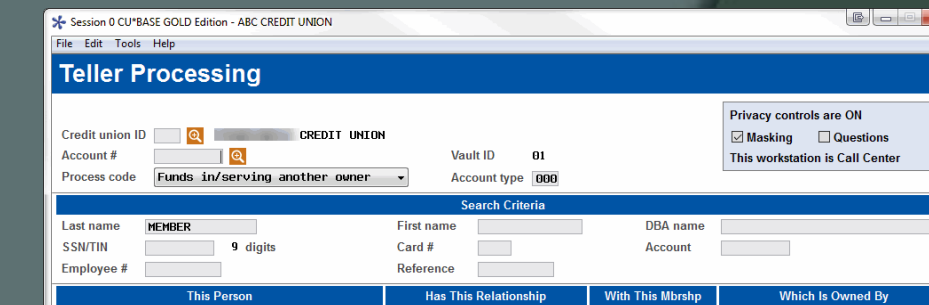 Session 0 CU*BASE GOLD Edition - ABC CREDIT UNION
File Edit Tools Help
Teller Processing
Privacy controls are ON
Masking Questions
This workstation is Call Center
Credit union ID CREDIT UNION
Account # Vault ID 01
Process code Funds in/serving another owner Account type 000
Search Criteria
Last name MEMBER First name DBA name
SSN/TIN 9 digits Card # Account
Employee # Reference
This Person Has This Relationship With This Mbrshp Which Is Owned By